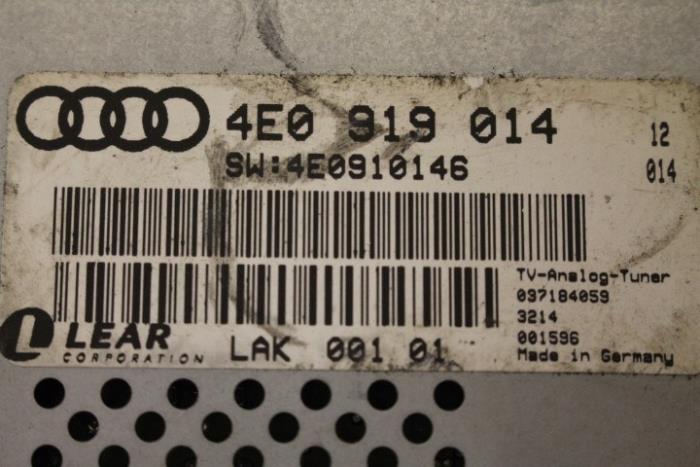 4E0 919 014 12
SW:4E0910146 014
TV-Analog-Tuner
037184059
3214
001596
Made in Germany
LEAR
CORPORATION
LAK 001 01